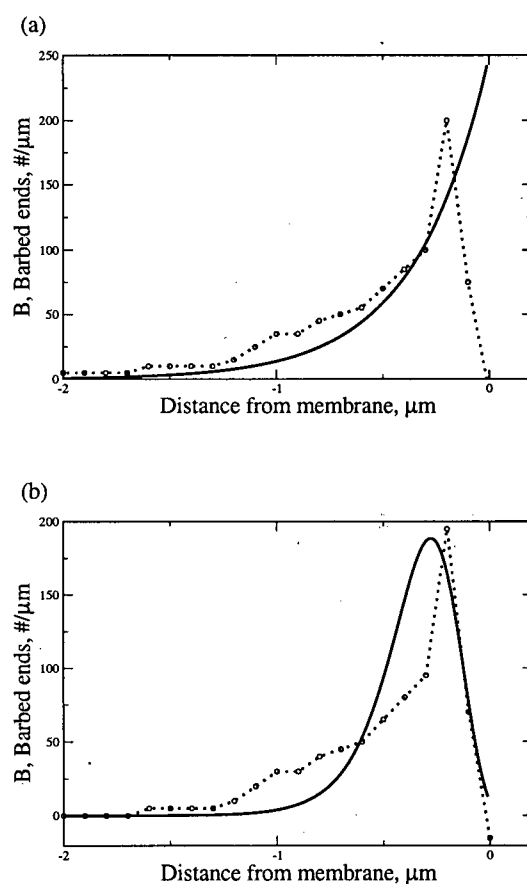 (a)
250
200
150
100
50
0
B, Barbed ends, #/μm
-2
-1
0
Distance from membrane, μm
(b)
200
150
100
50
0
B, Barbed ends, #/μm
-2
-1
0
Distance from membrane, μm